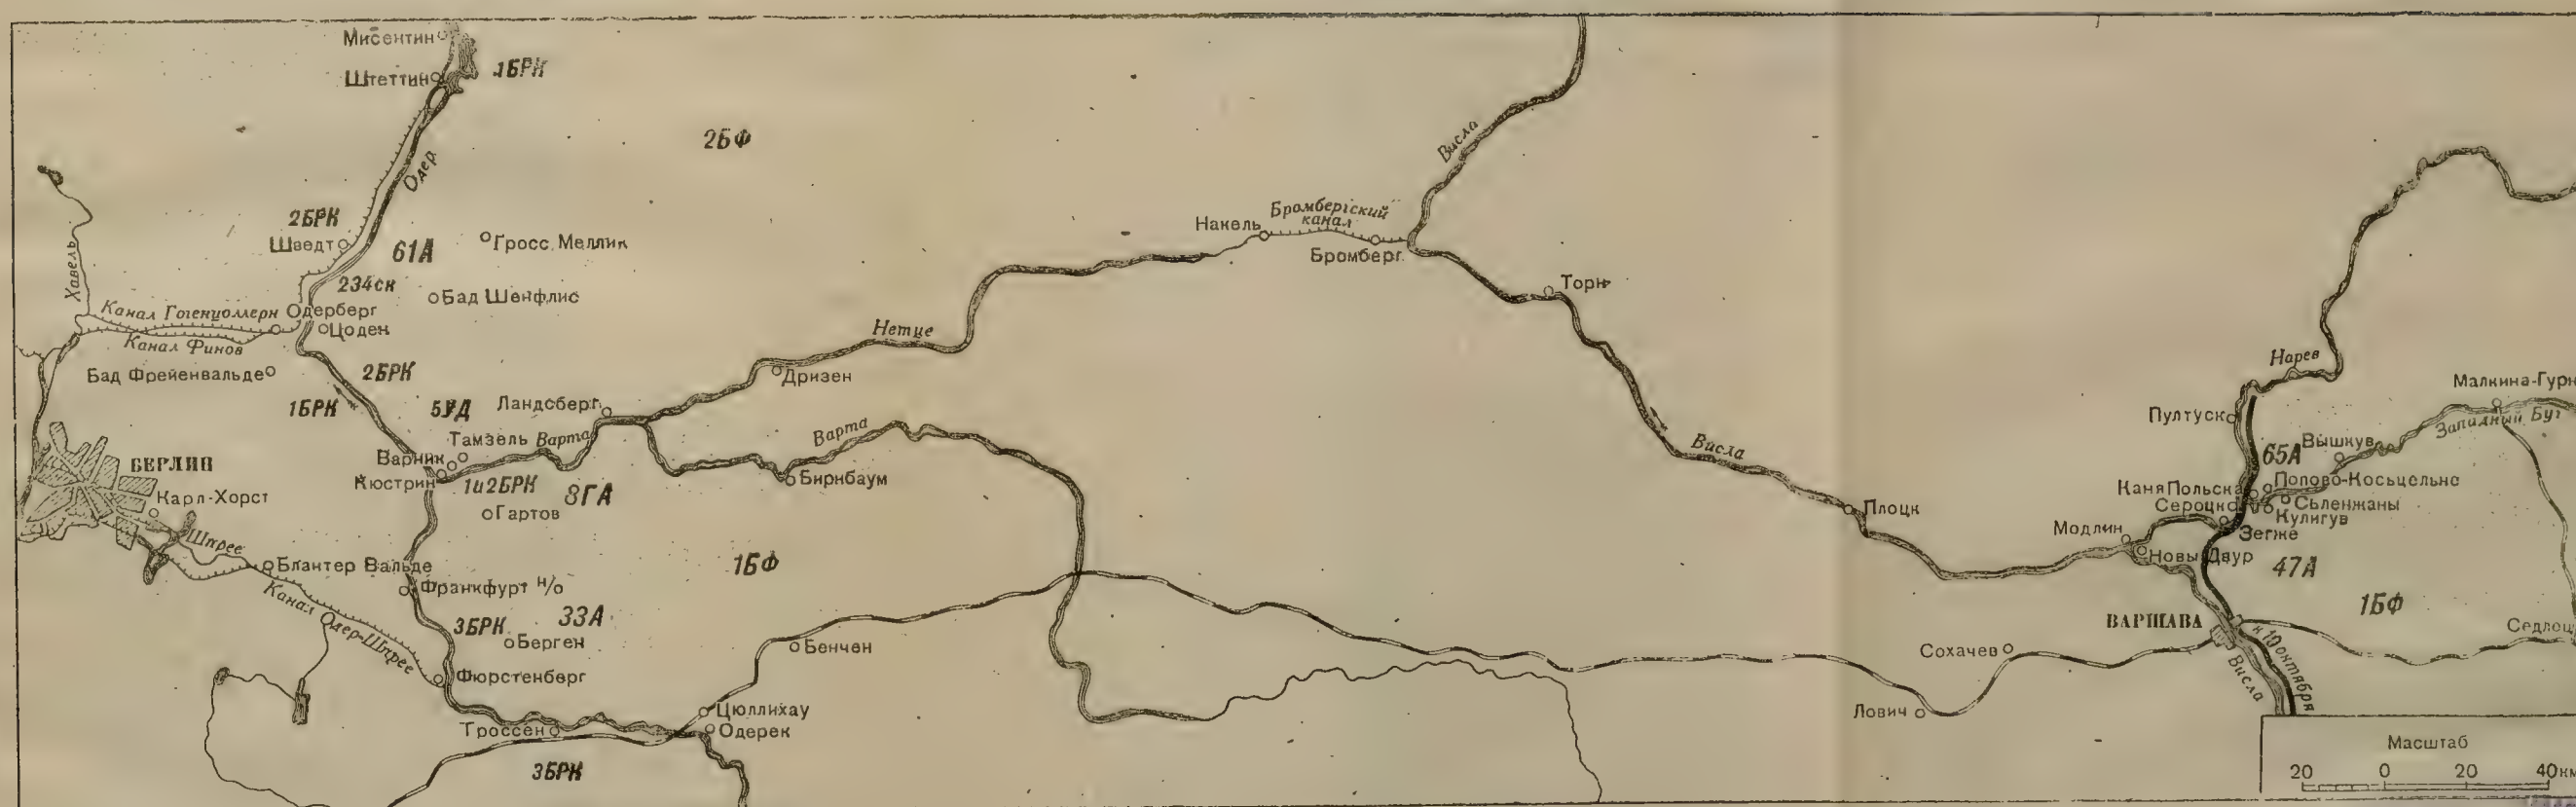 Мисентин
Штеттин
1БРК
Одер
2БФ
2БРК
Шведт
61А
Гросс Меллин
234ск
Бад Шенфлис
Хавель
Канал Гогенцоллерн
Одерберг
Цоден
Канал Финов
Бад Фрейенвальде
2БРК
1БРК
5УД
Ландсберг
Тамзель
Варта
Варник
Кюстрин
1и2БРК
8ГА
Гартов
БЕРЛИН
Карл-Хорст
Шпрее
Блантер Вальде
Франкфурт н/о
Канал
Одер-Шпрее
33А
3БРК
Берген
Фюрстенберг
Троссен
3БРК
Цюллихау
Одерек
Бенчен
1БФ
Нетце
Дризен
Варта
Бирнбаум
Накель
Бромбергский
канал
Бромберг
Висла
Торн
Висла
Плоцк
Сохачев
Лович
Нарев
Малкина-Гурн
Пултуск
Западный Буг
65А
Вышкув
Каня Польска
Попово-Косьцельне
Сероцк
Сьленжаны
Кулигув
Модлин
Зегже
Новы Двур
47А
1БФ
ВАРШАВА
к 10октября
Висла
Седлец
Масштаб
20 0 20 40км